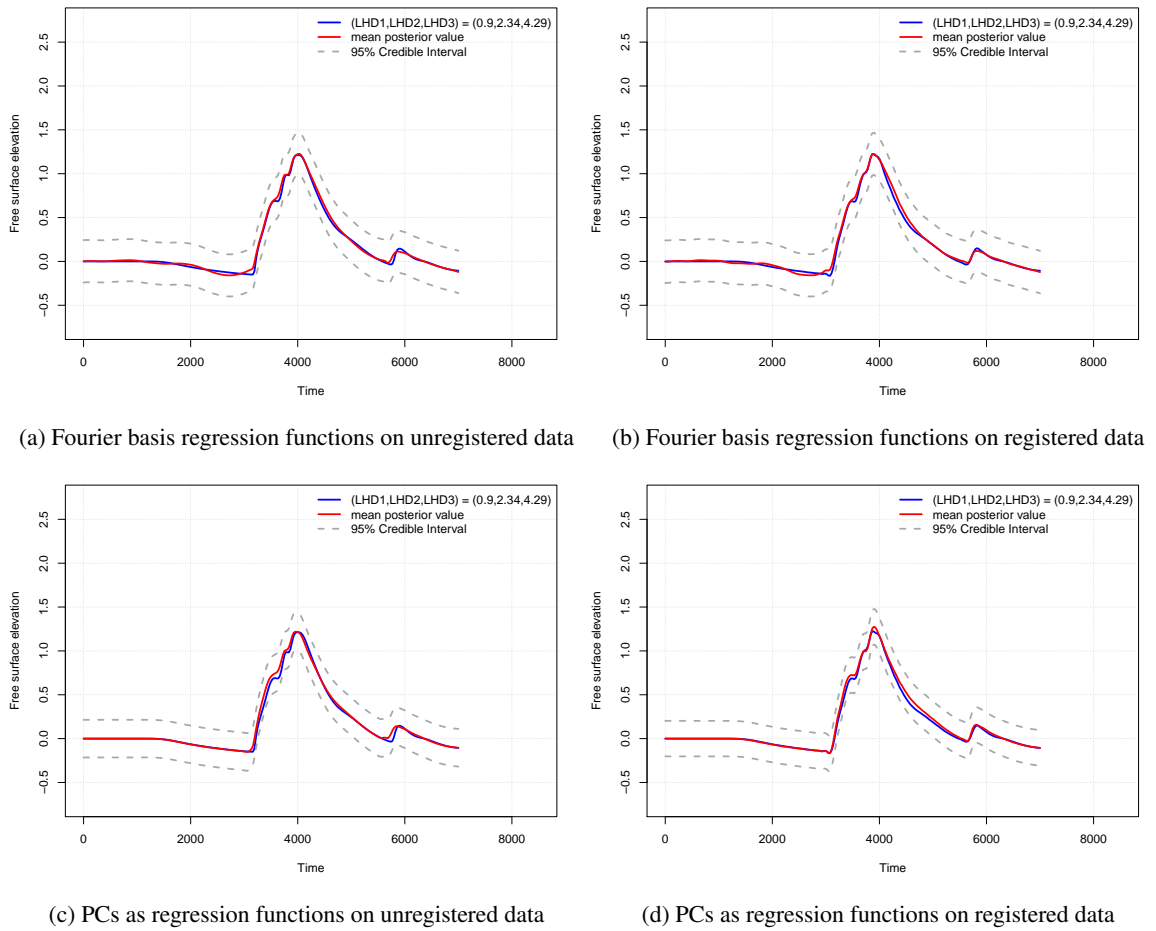 (LHD1,LHD2,LHD3) = (0.9,2.34,4.29)
mean posterior value
95% Credible Interval
Free surface elevation
2.5
2.0
1.5
1.0
0.5
0.0
−0.5
0 2000 4000 6000 8000
Time
(a) Fourier basis regression functions on unregistered data
(LHD1,LHD2,LHD3) = (0.9,2.34,4.29)
mean posterior value
95% Credible Interval
Free surface elevation
2.5
2.0
1.5
1.0
0.5
0.0
−0.5
0 2000 4000 6000 8000
Time
(b) Fourier basis regression functions on registered data
(LHD1,LHD2,LHD3) = (0.9,2.34,4.29)
mean posterior value
95% Credible Interval
Free surface elevation
2.5
2.0
1.5
1.0
0.5
0.0
−0.5
0 2000 4000 6000 8000
Time
(c) PCs as regression functions on unregistered data
(LHD1,LHD2,LHD3) = (0.9,2.34,4.29)
mean posterior value
95% Credible Interval
Free surface elevation
2.5
2.0
1.5
1.0
0.5
0.0
−0.5
0 2000 4000 6000 8000
Time
(d) PCs as regression functions on registered data